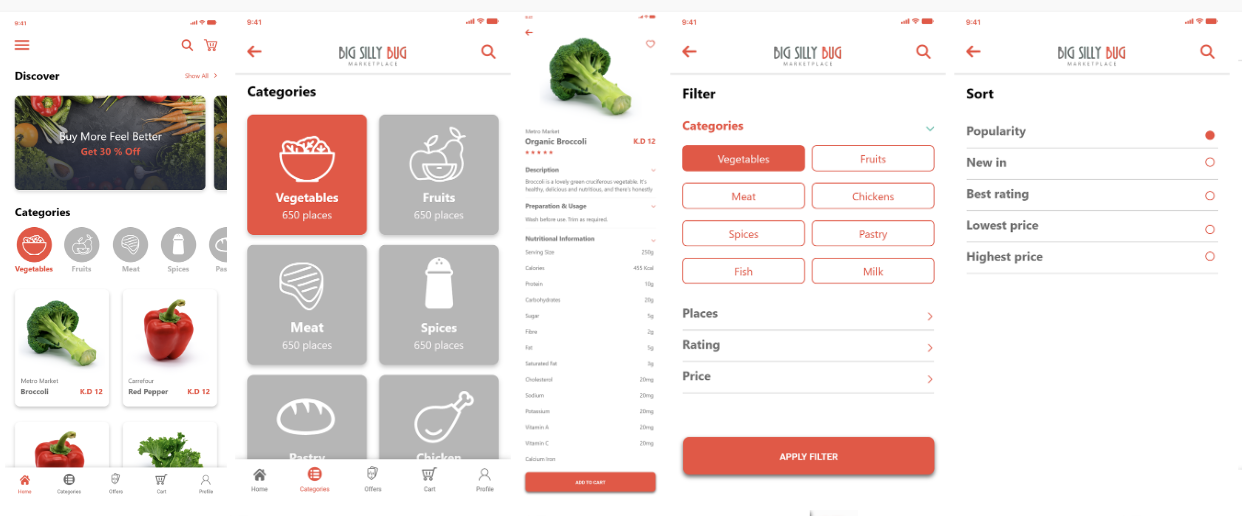 9:41
Discover
Show All >
Buy More Feel Better
Get 30 % Off
Categories
Vegetables
Fruits
Meat
Spices
Pas
Metro Market
Broccoli
K.D 12
Carrefour
Red Pepper
K.D 12
Home
Categories
Offers
Cart
Profile
9:41
BIG SILLY BUG
MARKETPLACE
Categories
Vegetables
650 places
Fruits
650 places
Meat
650 places
Spices
650 places
Pastry
Chicken
Home
Categories
Offers
Cart
Profile
9:41
Metro Market
Organic Broccoli
K.D 12
Description
Broccoli is a lovely green cruciferous vegetable. It's
healthy, delicious and nutritious, and there's honestly
Preparation & Usage
Wash before use. Trim as required.
Nutritional Information
Serving Size
250g
Calories
455 Kcal
Protein
10g
Carbohydrates
20g
Sugar
5g
Fibre
2g
Fat
5g
Saturated fat
3g
Cholesterol
20mg
Sodium
20mg
Potassium
20mg
Vitamin A
20mg
Vitamin C
20mg
Calcium Iron
ADD TO CART
9:41
BIG SILLY BUG
MARKETPLACE
Filter
Categories
Vegetables
Fruits
Meat
Chickens
Spices
Pastry
Fish
Milk
Places
Rating
Price
APPLY FILTER
9:41
BIG SILLY BUG
MARKETPLACE
Sort
Popularity
New in
Best rating
Lowest price
Highest price